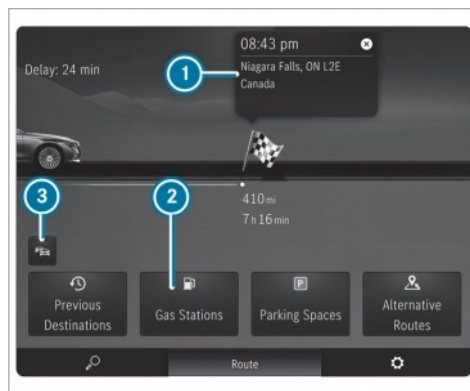 08:43 pm
Delay: 24 min
Niagara Falls, ON L2E
Canada
1
3
2
410 mi
7 h 16 min
P
Previous
Destinations
Gas Stations
Parking Spaces
Alternative
Routes
Route